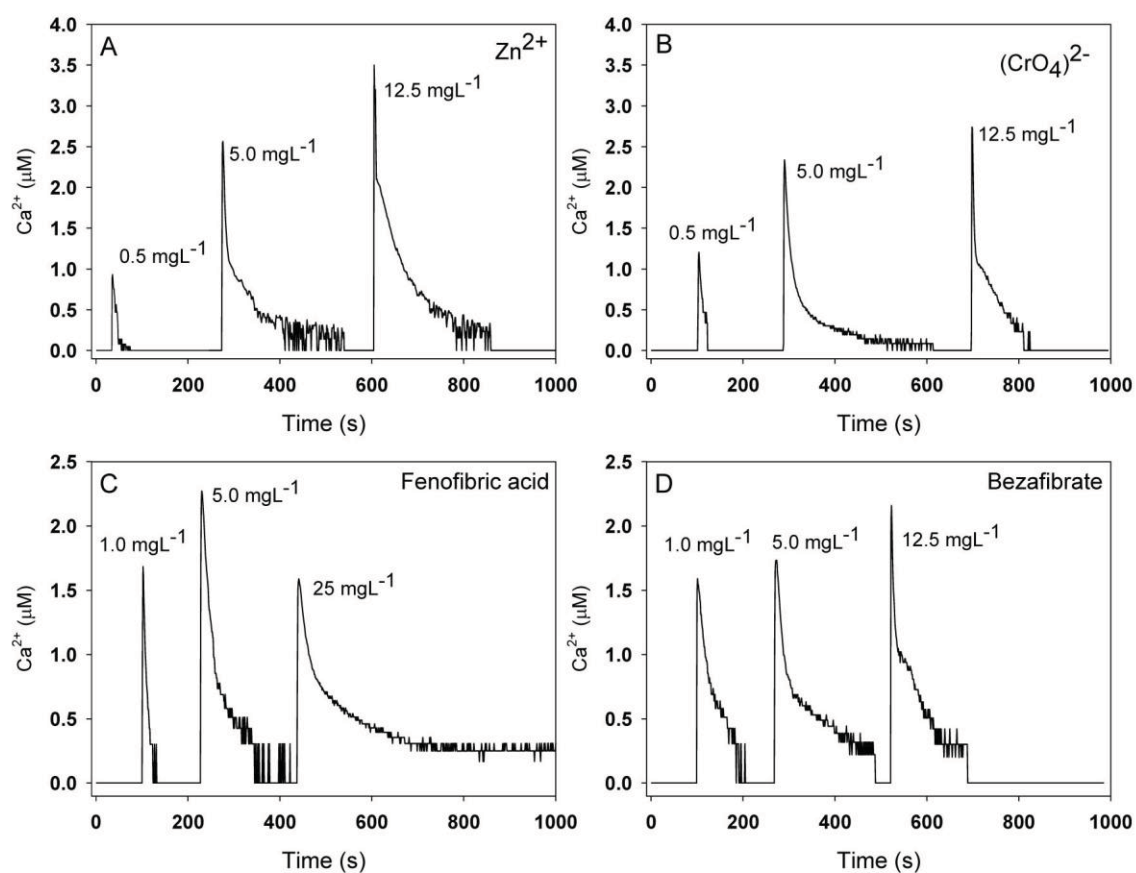 A
Zn2+
4.0
3.5
3.0
2.5
2.0
1.5
1.0
0.5
0.0
Ca2+ (μM)
0.5 mgL-1
5.0 mgL-1
12.5 mgL-1
0 200 400 600 800 1000
Time (s)
B
(CrO4)2-
4.0
3.5
3.0
2.5
2.0
1.5
1.0
0.5
0.0
Ca2+ (μM)
0.5 mgL-1
5.0 mgL-1
12.5 mgL-1
0 200 400 600 800 1000
Time (s)
C
Fenofibric acid
2.5
2.0
1.5
1.0
0.5
0.0
Ca2+ (μM)
1.0 mgL-1
5.0 mgL-1
25 mgL-1
0 200 400 600 800 1000
Time (s)
D
Bezafibrate
2.5
2.0
1.5
1.0
0.5
0.0
Ca2+ (μM)
1.0 mgL-1
5.0 mgL-1
12.5 mgL-1
0 200 400 600 800 1000
Time (s)